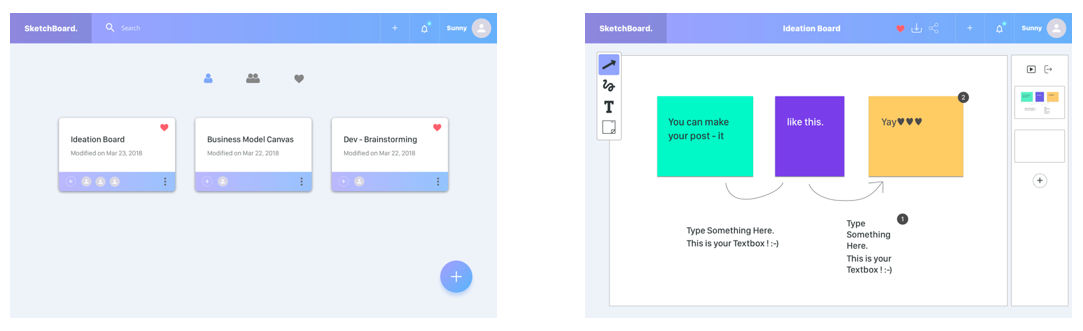 SketchBoard.
Search
Sunny
Ideation Board
Modified on Mar 23, 2018
Business Model Canvas
Modified on Mar 22, 2018
Dev - Brainstorming
Modified on Mar 22, 2018
SketchBoard.
Ideation Board
Sunny
T
You can make
your post - it
like this.
Yay♥♥♥
2
Type Something Here.
This is your Textbox ! :-)
Type
Something
Here.
This is your
Textbox ! :-)
1